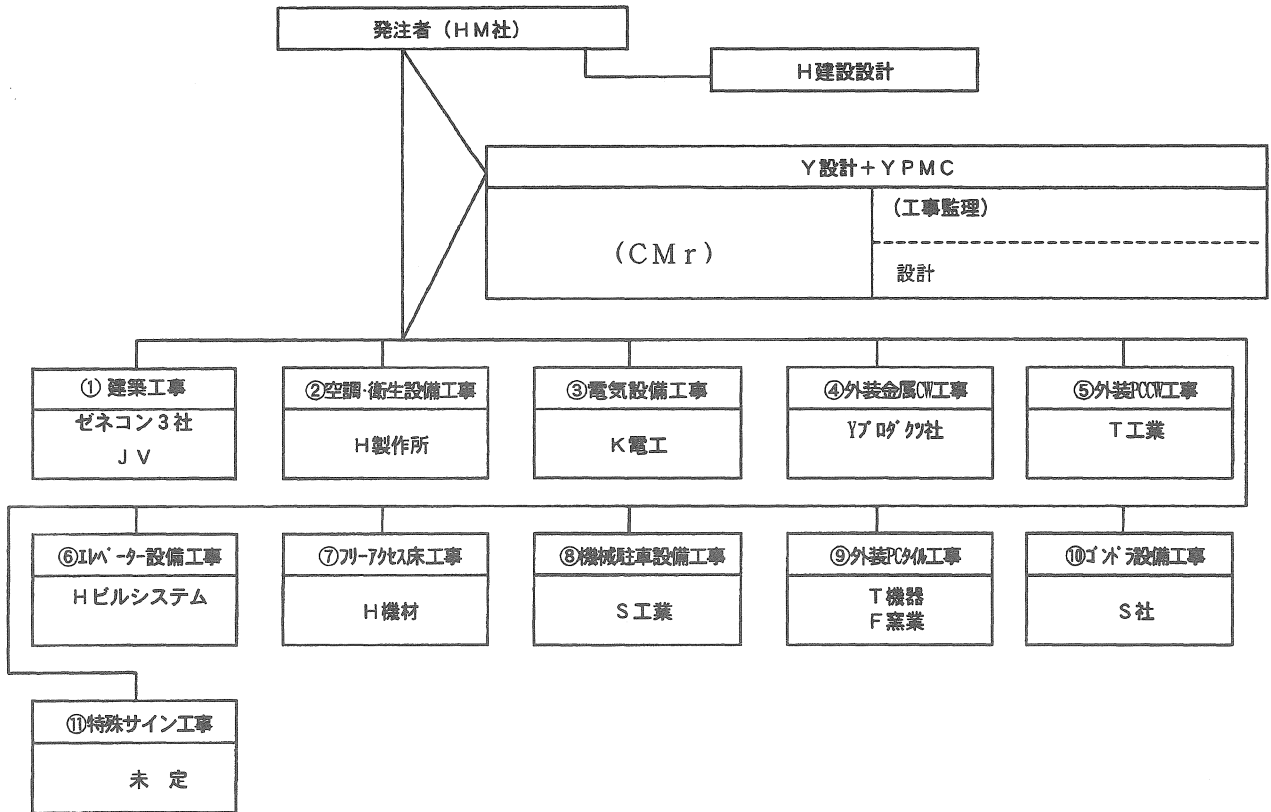 発注者（ＨＭ社）
Ｈ建設設計
Ｙ設計＋ＹＰＭＣ
（ＣＭｒ）
（工事監理）
設計
① 建築工事
ゼネコン３社
ＪＶ
②空調・衛生設備工事
Ｈ製作所
③電気設備工事
Ｋ電工
④外装金属CW工事
Yﾌﾟﾛﾀﾞｸﾂ社
⑤外装PCCW工事
Ｔ工業
⑥ｴﾚﾍﾞｰﾀｰ設備工事
Ｈビルシステム
⑦ﾌﾘｰｱｸｾｽ床工事
Ｈ機材
⑧機械駐車設備工事
Ｓ工業
⑨外装PCﾀｲﾙ工事
Ｔ機器
Ｆ窯業
⑩ｺﾞﾝﾄﾞﾗ設備工事
Ｓ社
⑪特殊サイン工事
未　定